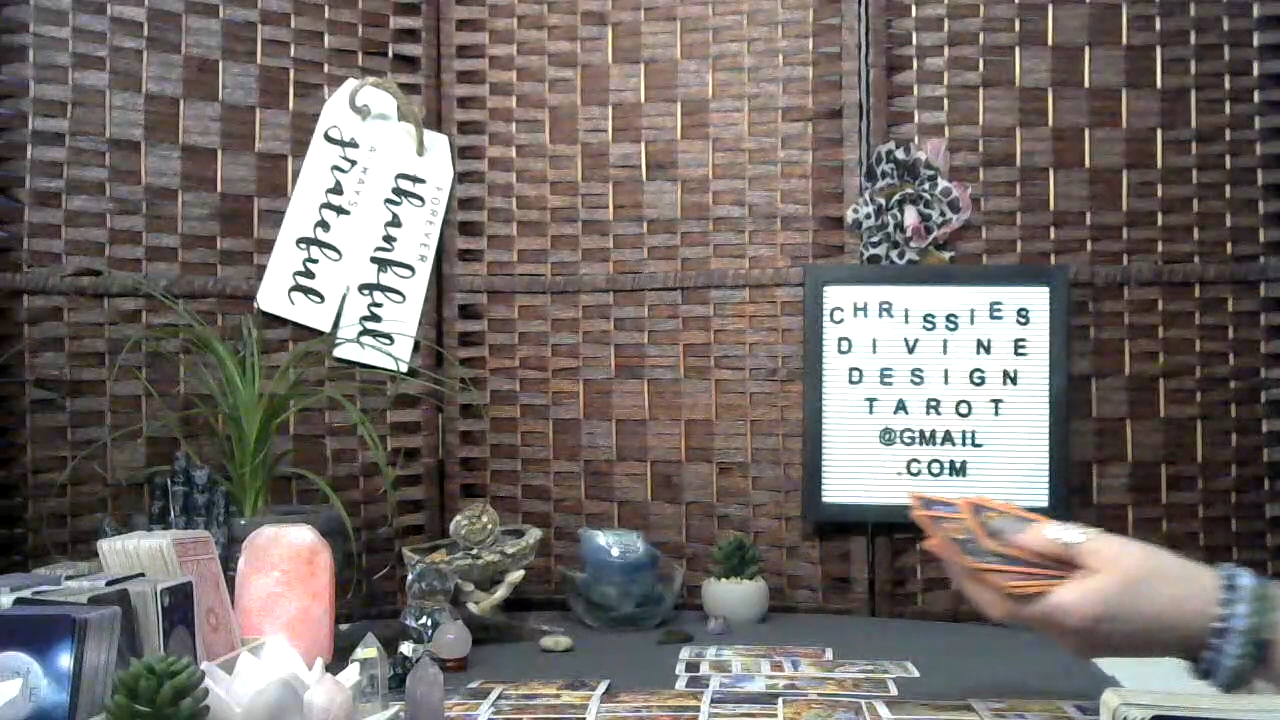 FOREVER
thankful
ALWAYS
grateful
CHRISSIES
DIVINE
DESIGN
TAROT
@GMAIL
.COM